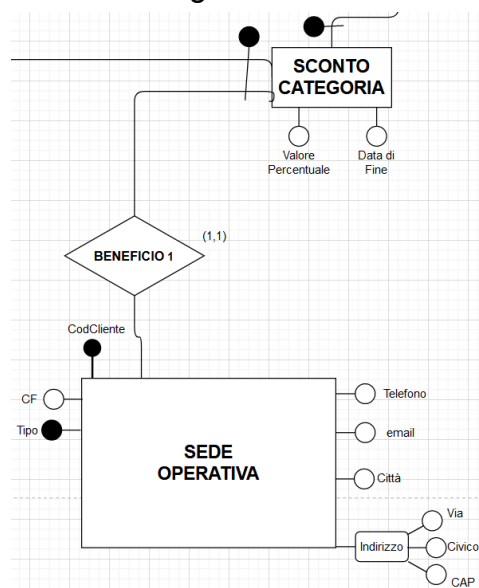 SCONTO
CATEGORIA
Valore
Percentuale
Data di
Fine
(1,1)
BENEFICIO 1
CodCliente
CF
Tipo
Telefono
email
Città
SEDE
OPERATIVA
Indirizzo
Via
Civico
CAP